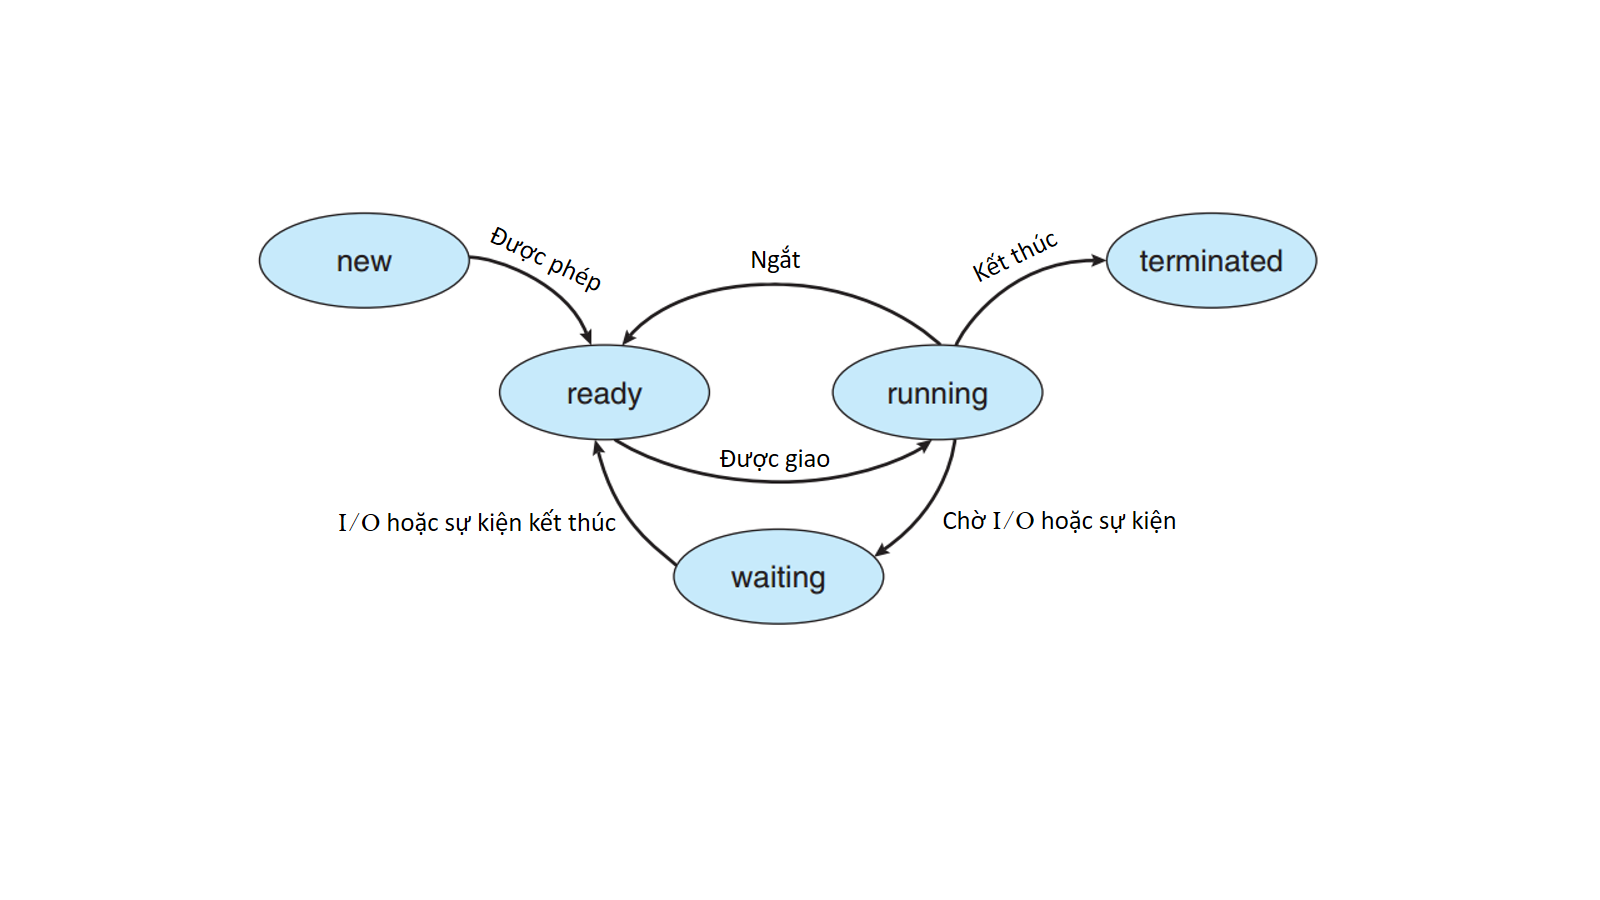 new
Được phép
Ngắt
Kết thúc
terminated
ready
running
Được giao
I/O hoặc sự kiện kết thúc
Chờ I/O hoặc sự kiện
waiting